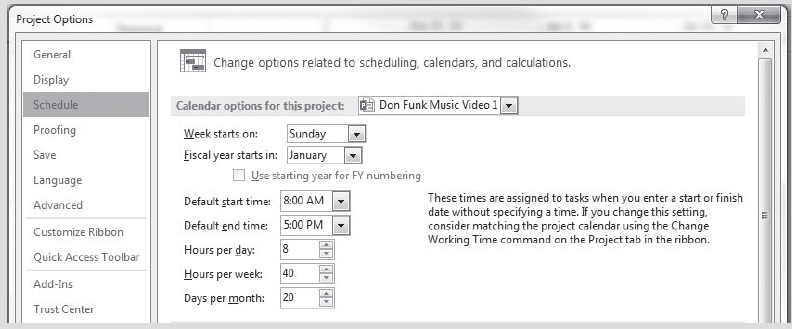 Project Options
General
Display
Schedule
Proofing
Save
Language
Advanced
Customize Ribbon
Quick Access Toolbar
Add-Ins
Trust Center
Change options related to scheduling, calendars, and calculations.
Calendar options for this project: Don Funk Music Video 1
Week starts on: Sunday
Fiscal year starts in: January
Use starting year for FY numbering
Default start time: 8:00 AM
Default end time: 5:00 PM
Hours per day: 8
Hours per week: 40
Days per month: 20
These times are assigned to tasks when you enter a start or finish
date without specifying a time. If you change this setting,
consider matching the project calendar using the Change
Working Time command on the Project tab in the ribbon.